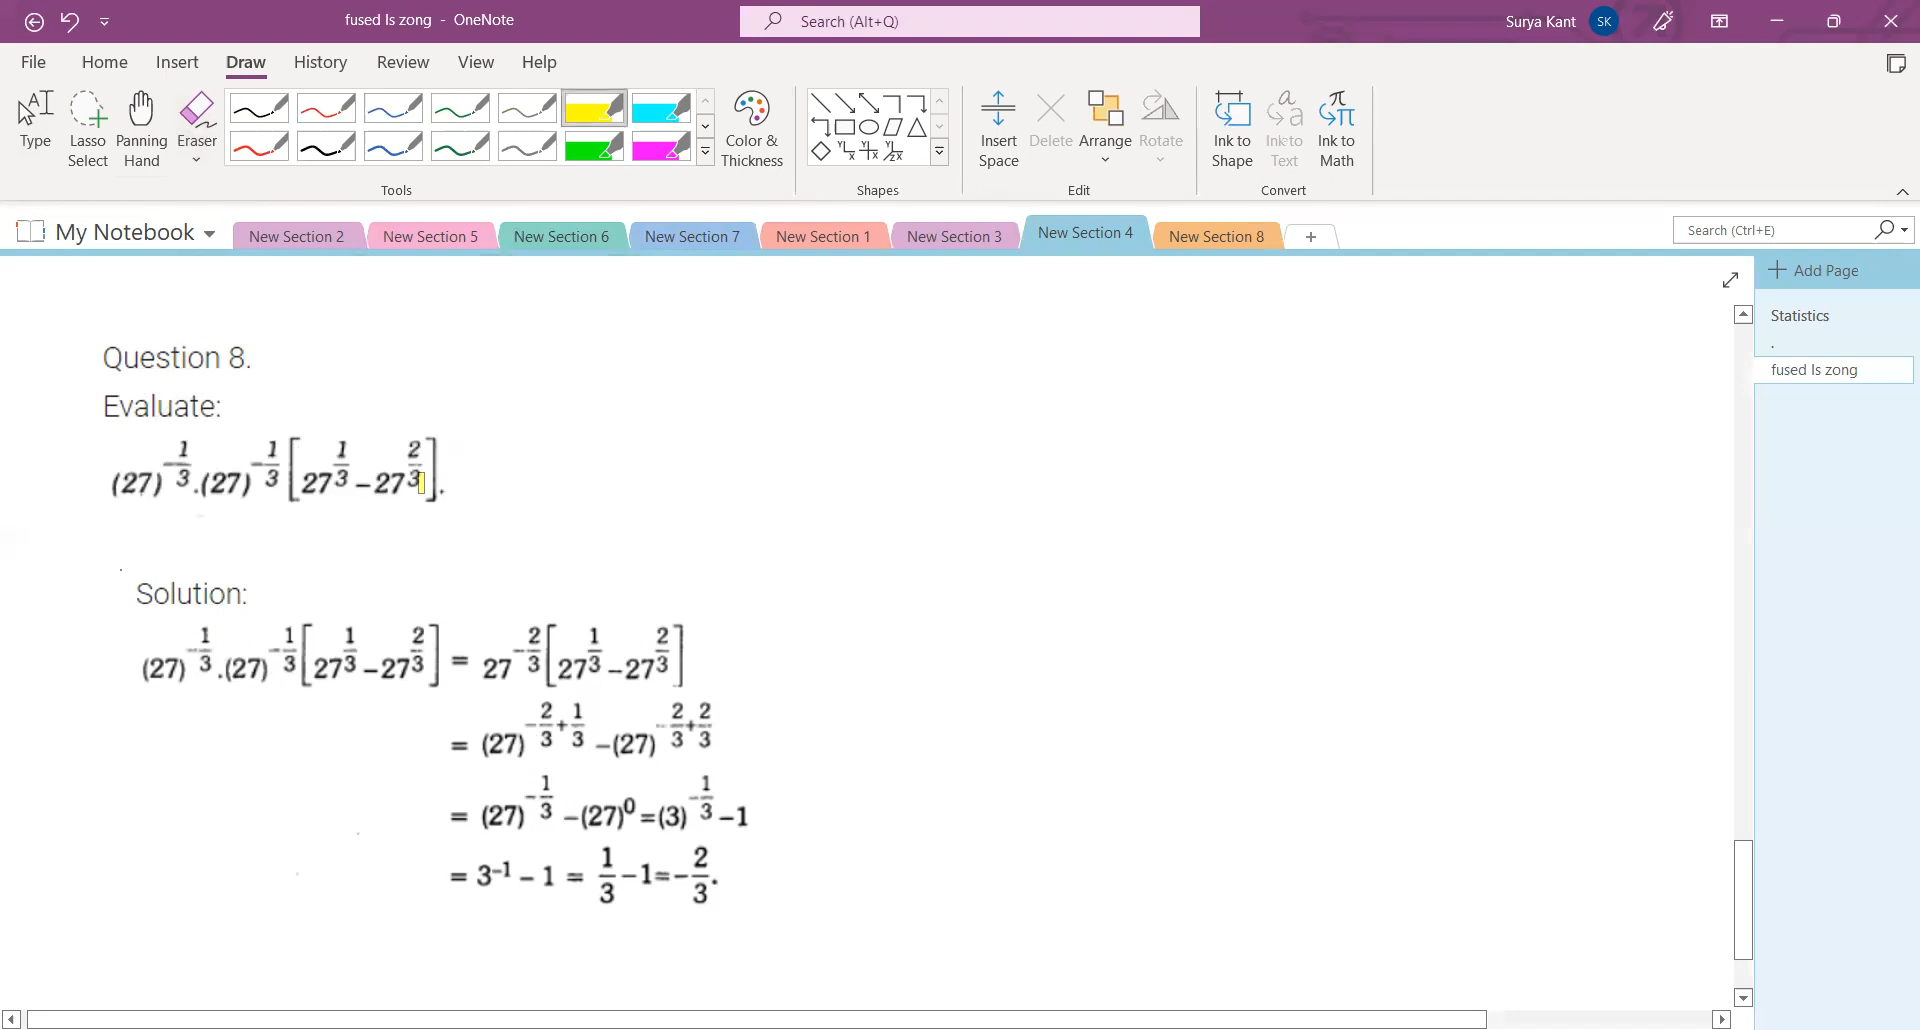 fused Is zong - OneNote
Search (Alt+Q)
Surya Kant
SK
File Home Insert Draw History Review View Help
Type
Lasso Select
Panning Hand
Eraser
Color & Thickness
Insert Space
Delete
Arrange
Rotate
Ink to Shape
Ink to Text
Ink to Math
Tools
Shapes
Edit
Convert
My Notebook
New Section 2
New Section 5
New Section 6
New Section 7
New Section 1
New Section 3
New Section 4
New Section 8
+
Search (Ctrl+E)
Add Page
Statistics
.
fused Is zong
Question 8.
Evaluate:
(27)^{-1/3}.(27)^{-1/3}[27^{1/3}-27^{2/3}].
Solution:
(27)^{-1/3}.(27)^{-1/3}[27^{1/3}-27^{2/3}] = 27^{-2/3}[27^{1/3}-27^{2/3}]
= (27)^{-2/3+1/3} -(27)^{-2/3+2/3}
= (27)^{-1/3} -(27)^0 =(3)^{-1/3} -1
= 3^{-1} - 1 = 1/3 -1=-2/3.